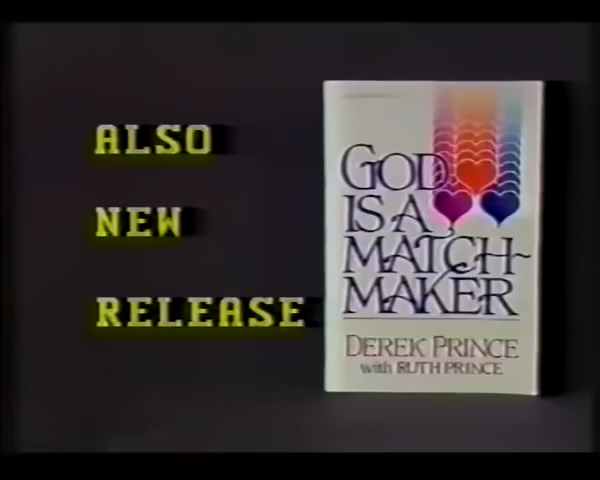 ALSO
NEW
RELEASE
GOD
IS A
MATCH-
MAKER
DEREK PRINCE
with RUTH PRINCE